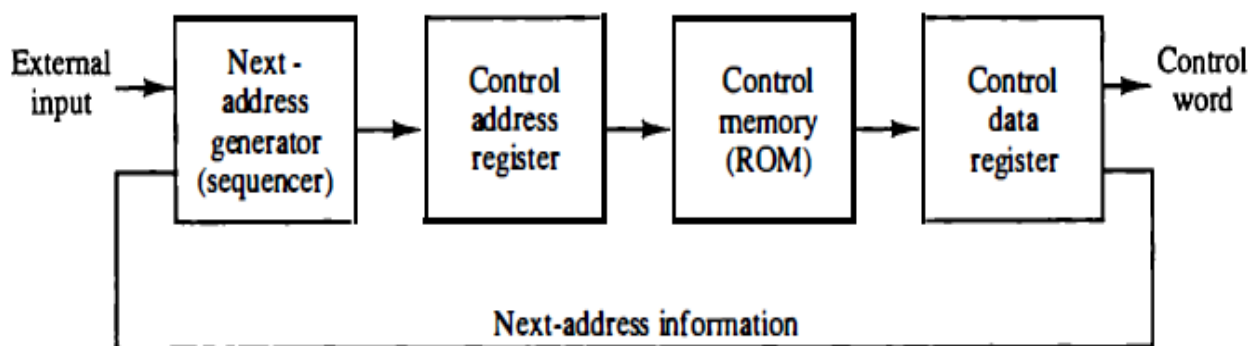 External
input
Next -
address
generator
(sequencer)
Control
address
register
Control
memory
(ROM)
Control
data
register
Control
word
Next-address information